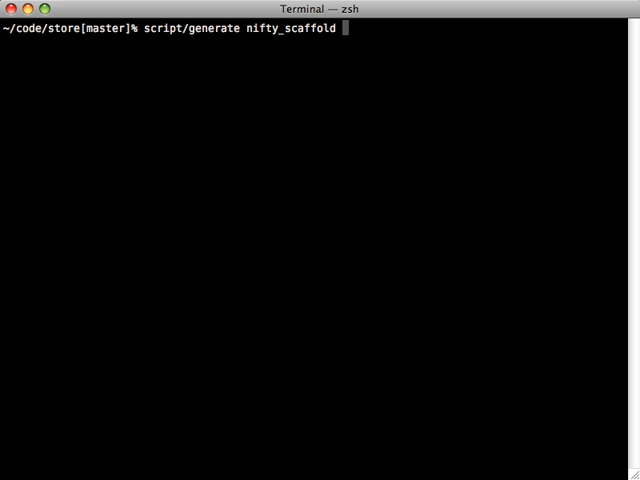 Terminal — zsh
~/code/store[master]% script/generate nifty_scaffold